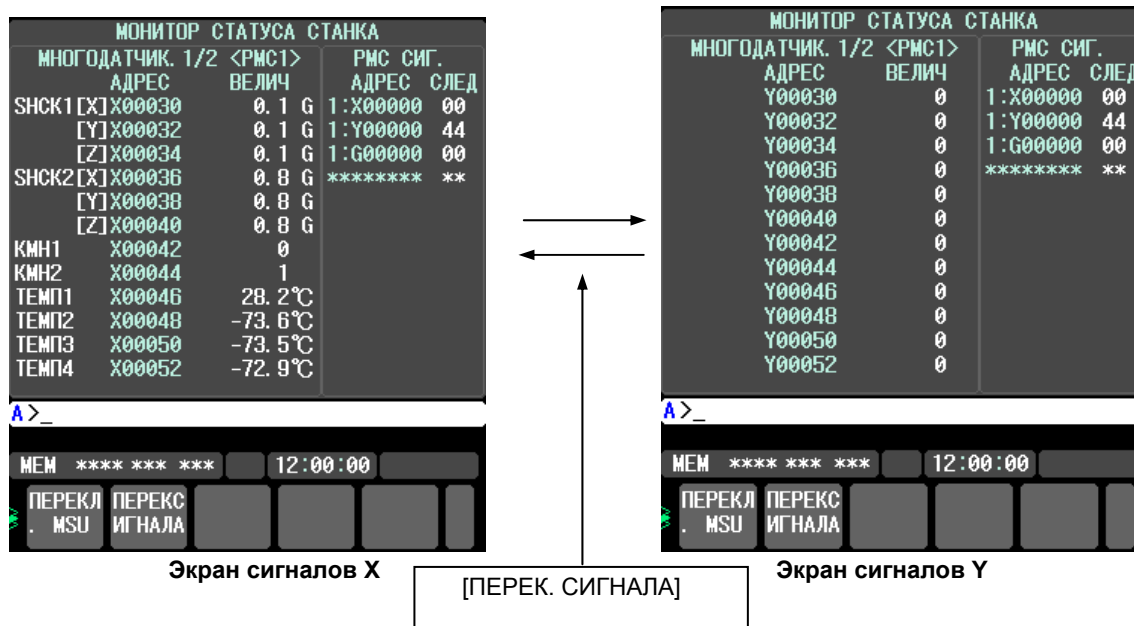 МОНИТОР СТАТУСА СТАНКА
МНОГОДАТЧИК. 1/2 <PMC1> PMC СИГ.
АДРЕС ВЕЛИЧ АДРЕС СЛЕД
SHCK1[X]X00030 0.1 G 1:X00000 00
[Y]X00032 0.1 G 1:Y00000 44
[Z]X00034 0.1 G 1:G00000 00
SHCK2[X]X00036 0.8 G ******** **
[Y]X00038 0.8 G
[Z]X00040 0.8 G
КМН1 X00042 0
КМН2 X00044 1
ТЕМП1 X00046 28.2℃
ТЕМП2 X00048 -73.6℃
ТЕМП3 X00050 -73.5℃
ТЕМП4 X00052 -72.9℃
A>_
MEM **** *** *** 12:00:00
ПЕРЕКЛ ПЕРЕКС
. MSU ИГНАЛА
Экран сигналов X
МОНИТОР СТАТУСА СТАНКА
МНОГОДАТЧИК. 1/2 <PMC1> PMC СИГ.
АДРЕС ВЕЛИЧ АДРЕС СЛЕД
Y00030 0 1:X00000 00
Y00032 0 1:Y00000 44
Y00034 0 1:G00000 00
Y00036 0 ******** **
Y00038 0
Y00040 0
Y00042 0
Y00044 0
Y00046 0
Y00048 0
Y00050 0
Y00052 0
A>_
MEM **** *** *** 12:00:00
ПЕРЕКЛ ПЕРЕКС
. MSU ИГНАЛА
Экран сигналов Y
[ПЕРЕК. СИГНАЛА]